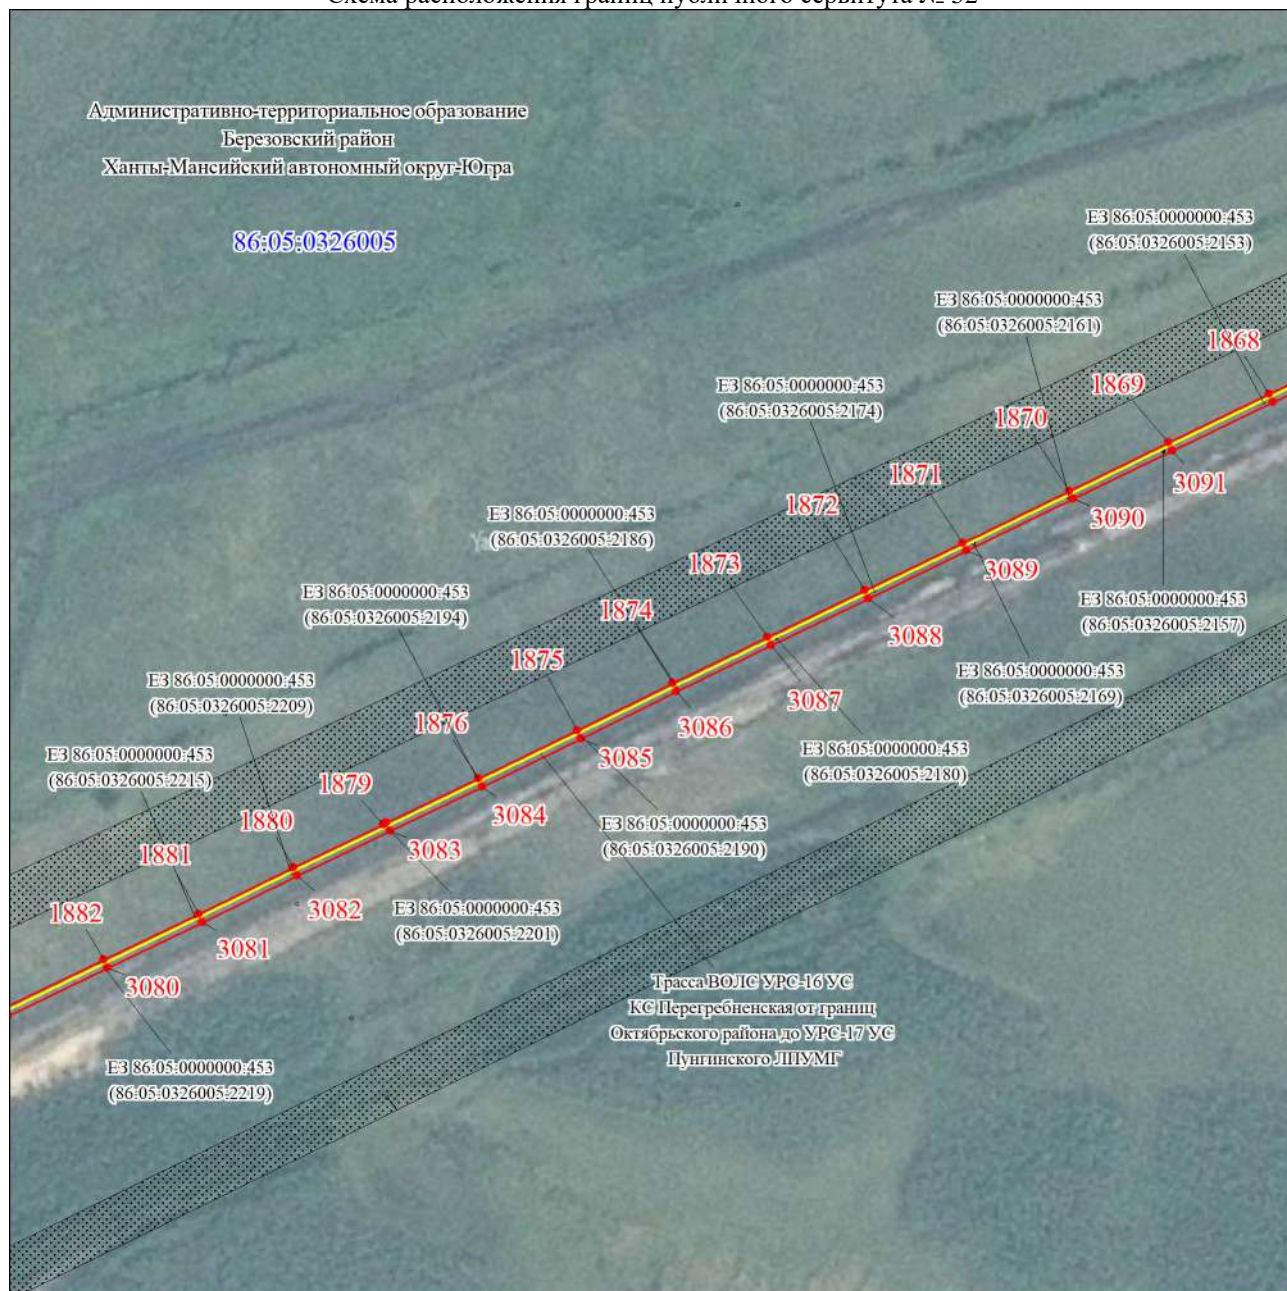 Схема расположения границ публичного сервитута № 32
Административно-территориальное образование
Березовский район
Ханты-Мансийский автономный округ-Югра
86:05:0326005
ЕЗ 86:05:0000000:453
(86:05:0326005:2153)
ЕЗ 86:05:0000000:453
(86:05:0326005:2161)
1868
ЕЗ 86:05:0000000:453
(86:05:0326005:2174)
1869
1870
3091
1871
1872
3090
ЕЗ 86:05:0000000:453
(86:05:0326005:2186)
1873
3089
ЕЗ 86:05:0000000:453
(86:05:0326005:2157)
ЕЗ 86:05:0000000:453
(86:05:0326005:2194)
1874
3088
1875
ЕЗ 86:05:0000000:453
(86:05:0326005:2169)
ЕЗ 86:05:0000000:453
(86:05:0326005:2209)
3087
3086
1876
3085
ЕЗ 86:05:0000000:453
(86:05:0326005:2180)
ЕЗ 86:05:0000000:453
(86:05:0326005:2215)
1879
3084
1880
ЕЗ 86:05:0000000:453
(86:05:0326005:2190)
3083
1881
3082
ЕЗ 86:05:0000000:453
(86:05:0326005:2201)
1882
3081
3080
Трасса ВОЛС УРС-16 УС
КС Перегребненская от границ
Октябрьского района до УРС-17 УС
Пунгинского ЛПУМГ
ЕЗ 86:05:0000000:453
(86:05:0326005:2219)